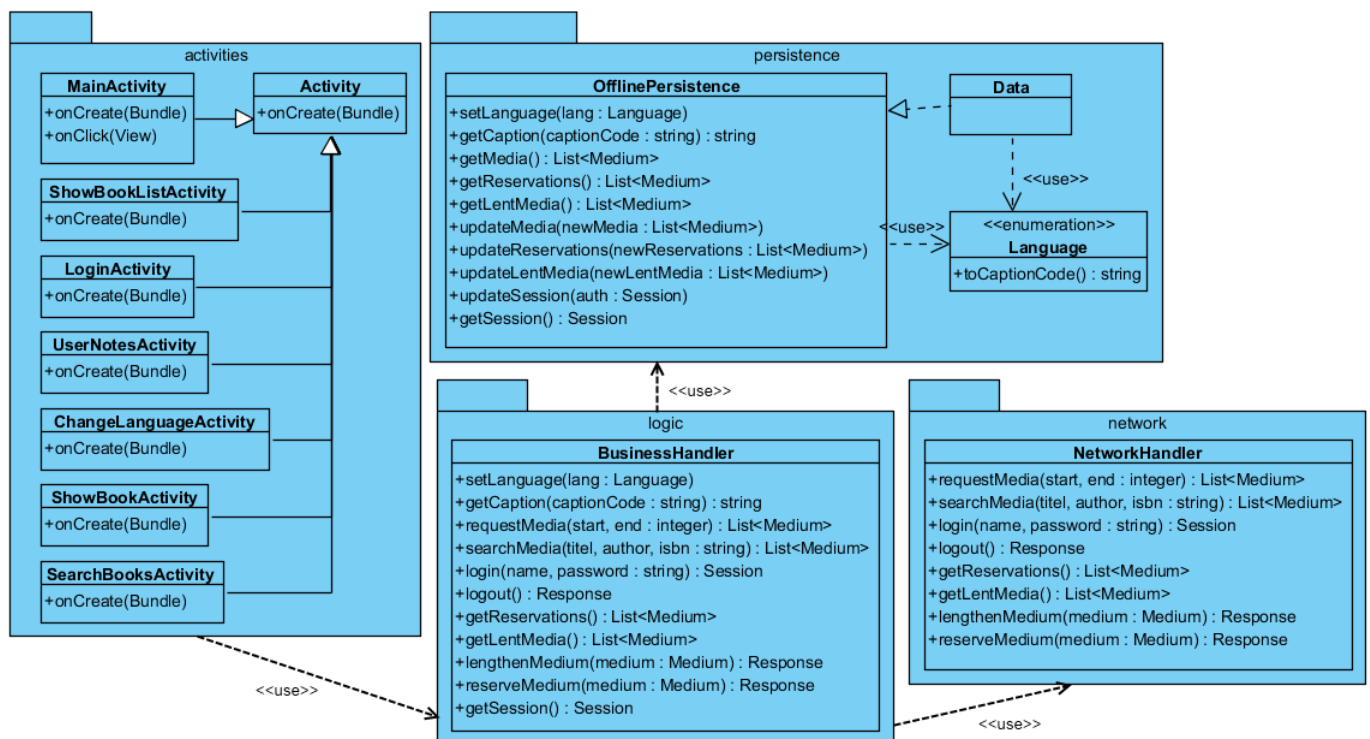 activities
MainActivity
+onCreate(Bundle)
+onClick(View)
Activity
+onCreate(Bundle)
ShowBookListActivity
+onCreate(Bundle)
LoginActivity
+onCreate(Bundle)
UserNotesActivity
+onCreate(Bundle)
ChangeLanguageActivity
+onCreate(Bundle)
ShowBookActivity
+onCreate(Bundle)
SearchBooksActivity
+onCreate(Bundle)
<<use>>
persistence
OfflinePersistence
+setLanguage(lang : Language)
+getCaption(captionCode : string) : string
+getMedia() : List<Medium>
+getReservations() : List<Medium>
+getLentMedia() : List<Medium>
+updateMedia(newMedia : List<Medium>)
+updateReservations(newReservations : List<Medium>)
+updateLentMedia(newLentMedia : List<Medium>)
+updateSession(auth : Session)
+getSession() : Session
Data
<<use>>
<<use>>
<<enumeration>>
Language
+toCaptionCode() : string
<<use>>
logic
BusinessHandler
+setLanguage(lang : Language)
+getCaption(captionCode : string) : string
+requestMedia(start, end : integer) : List<Medium>
+searchMedia(titel, author, isbn : string) : List<Medium>
+login(name, password : string) : Session
+logout() : Response
+getReservations() : List<Medium>
+getLentMedia() : List<Medium>
+lengthenMedium(medium : Medium) : Response
+reserveMedium(medium : Medium) : Response
+getSession() : Session
network
NetworkHandler
+requestMedia(start, end : integer) : List<Medium>
+searchMedia(titel, author, isbn : string) : List<Medium>
+login(name, password : string) : Session
+logout() : Response
+getReservations() : List<Medium>
+getLentMedia() : List<Medium>
+lengthenMedium(medium : Medium) : Response
+reserveMedium(medium : Medium) : Response
<<use>>